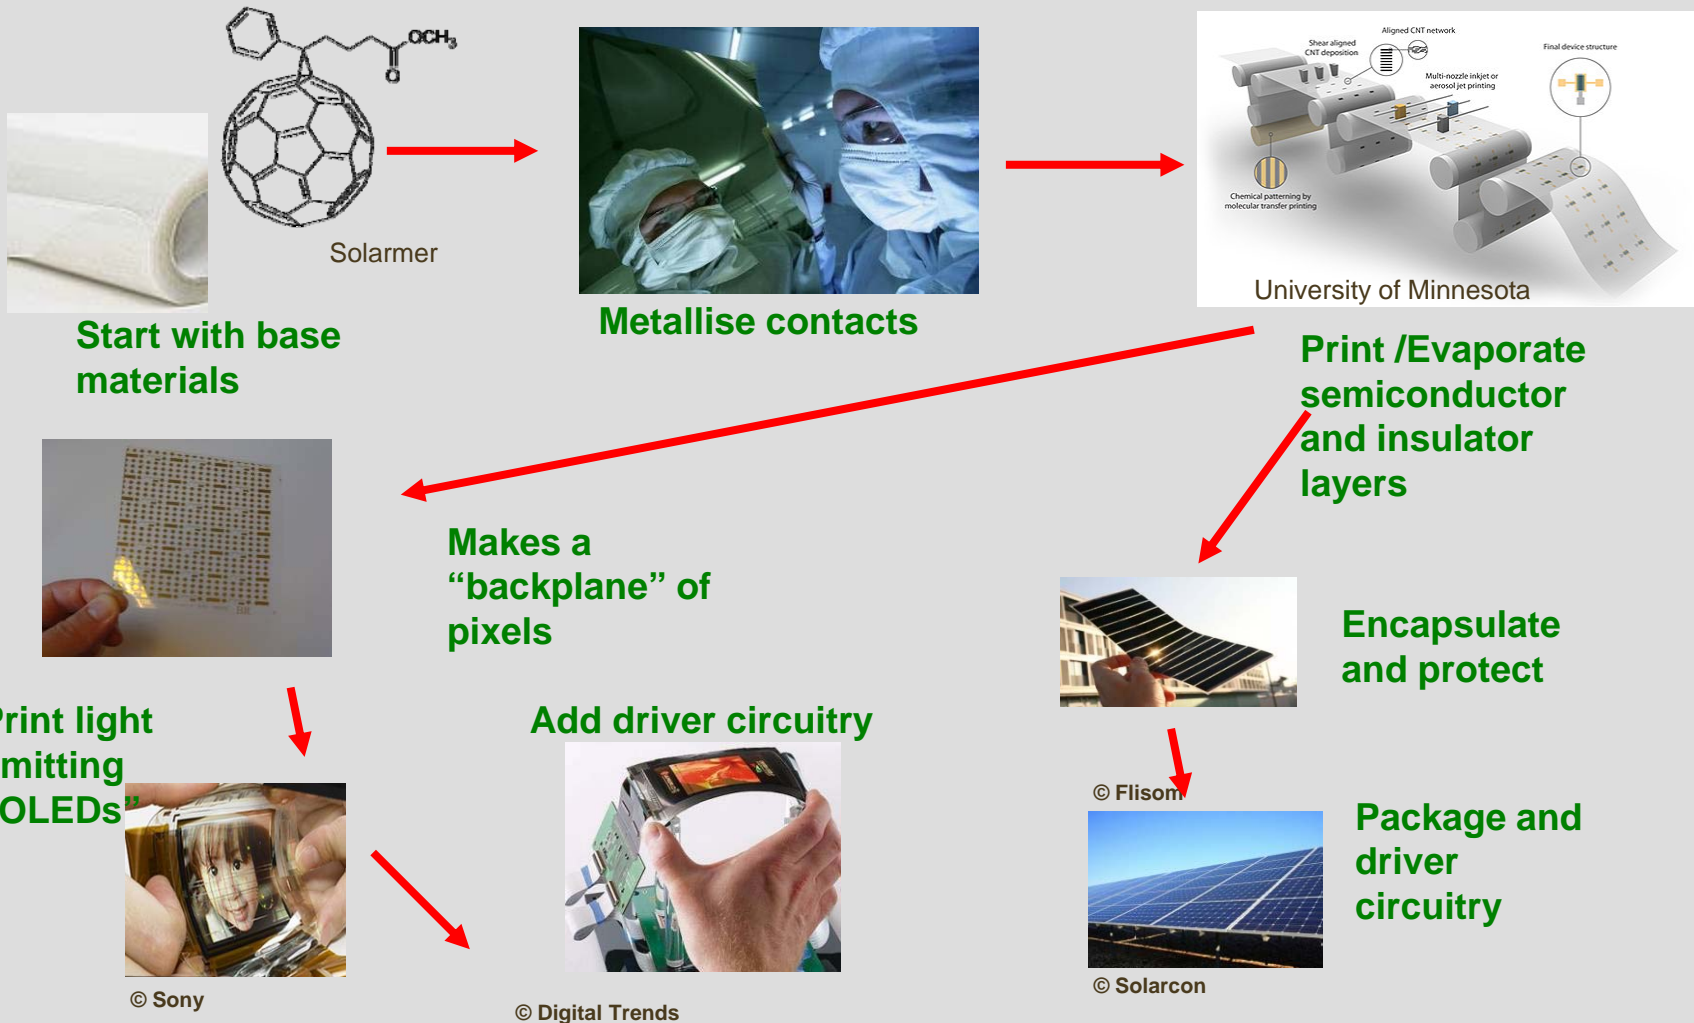 OCH₃
O
Solarmer
Start with base
materials
Metallise contacts
Shear aligned
CNT deposition
Aligned CNT network
Multi-nozzle inkjet or
aerosol jet printing
Final device structure
Chemical patterning by
molecular transfer printing
University of Minnesota
Print /Evaporate
semiconductor
and insulator
layers
Makes a
“backplane” of
pixels
Encapsulate
and protect
Print light
mitting
OLEDs”
Add driver circuitry
© Flisom
Package and
driver
circuitry
© Sony
© Digital Trends
© Solarcon